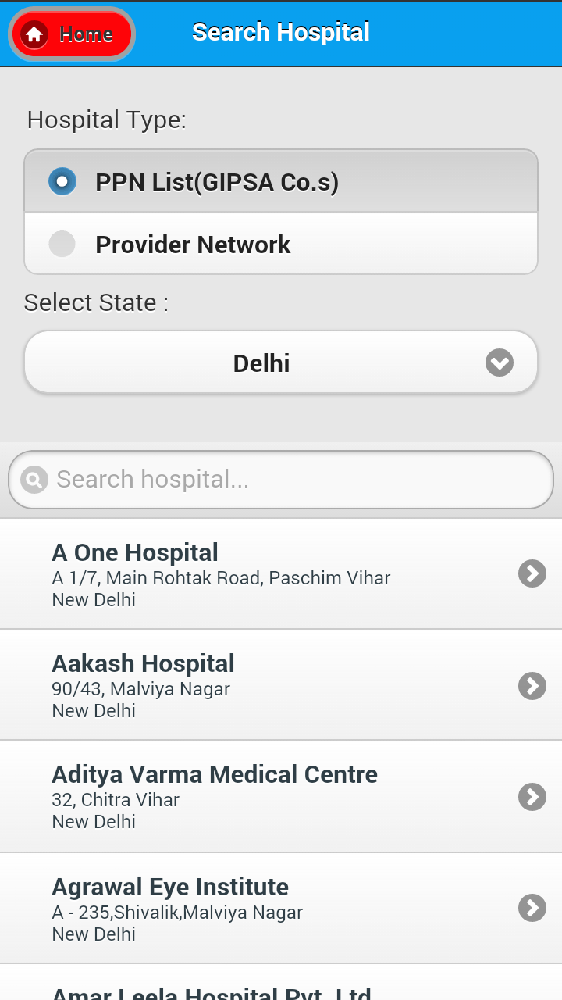 Home
Search Hospital
Hospital Type:
PPN List(GIPSA Co.s)
Provider Network
Select State :
Delhi
Search hospital...
A One Hospital
A 1/7, Main Rohtak Road, Paschim Vihar
New Delhi
Aakash Hospital
90/43, Malviya Nagar
New Delhi
Aditya Varma Medical Centre
32, Chitra Vihar
New Delhi
Agrawal Eye Institute
A - 235,Shivalik,Malviya Nagar
New Delhi
Amar Leela Hospital Pvt. Ltd